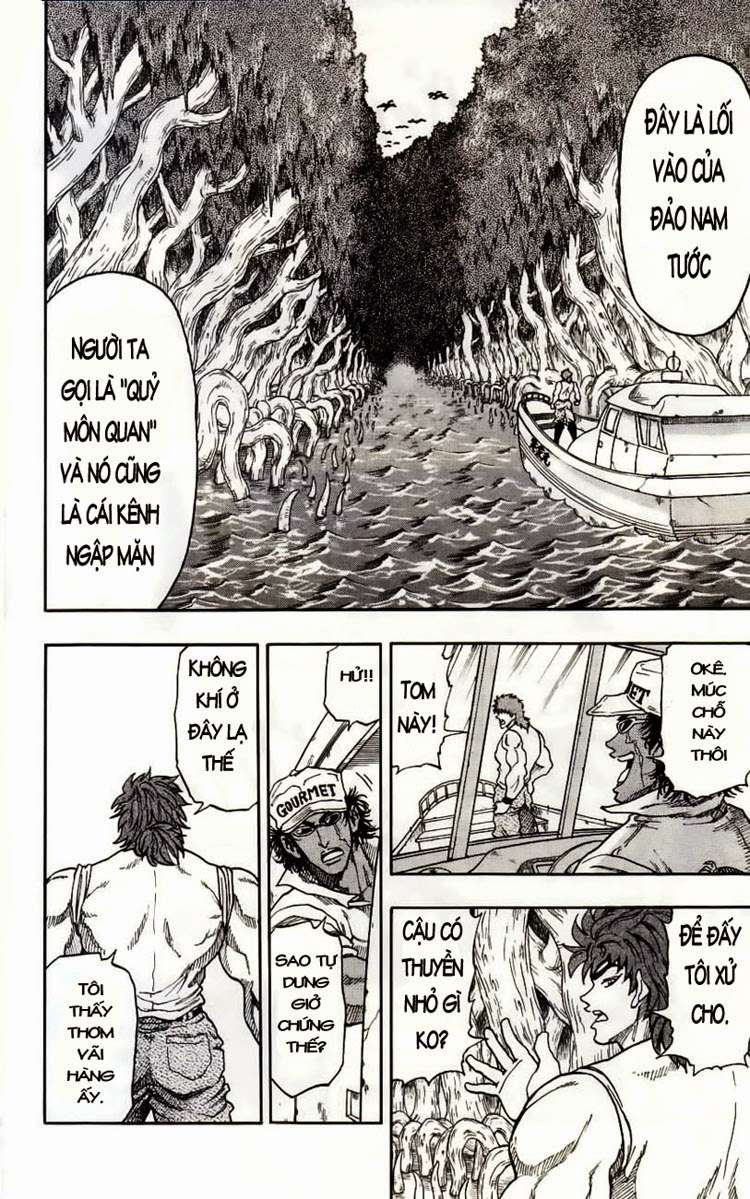 ĐÂY LÀ LỐI
VÀO CỦA
ĐẢO NAM
TƯỚC
NGƯỜI TA
GỌI LÀ "QUỶ
MÔN QUAN"
VÀ NÓ CŨNG
LÀ CÁI KÊNH
NGẬP MẶN
OKÊ.
MÚC
CHỖ
NÀY
THÔI
TOM
NÀY!
HỬ!!
GOURMET
SAO TỰ
DƯNG
GIỞ
CHỨNG
THẾ?
KHÔNG
KHÍ Ở
ĐÂY LẠ
THẾ
TÔI
THẤY
THƠM
VÃI
HÀNG
ẤY.
ĐỂ ĐẤY
TÔI XỬ
CHO.
CẬU CÓ
THUYỀN
NHỎ GÌ
KO?